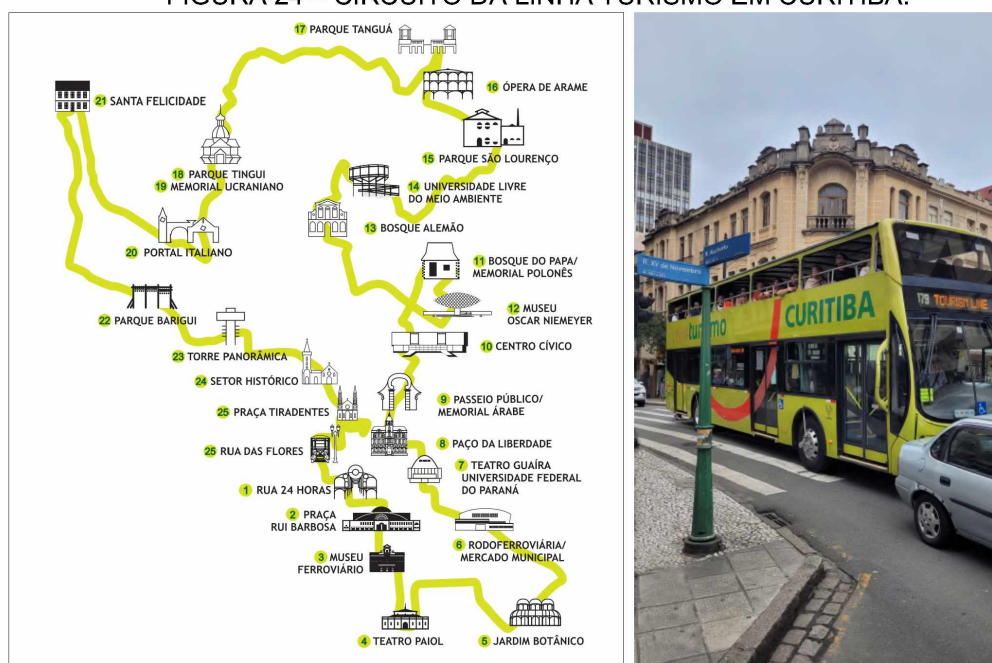 FIGURA 21 – CIRCUITO DA LINHA TURISMO EM CURITIBA.
17 PARQUE TANGUÁ
16 ÓPERA DE ARAME
21 SANTA FELICIDADE
15 PARQUE SÃO LOURENÇO
18 PARQUE TINGUI
19 MEMORIAL UCRANIANO
14 UNIVERSIDADE LIVRE
DO MEIO AMBIENTE
13 BOSQUE ALEMÃO
20 PORTAL ITALIANO
11 BOSQUE DO PAPA/
MEMORIAL POLONÊS
12 MUSEU
OSCAR NIEMEYER
22 PARQUE BARIGUI
10 CENTRO CÍVICO
23 TORRE PANORÂMICA
24 SETOR HISTÓRICO
9 PASSEIO PÚBLICO/
MEMORIAL ÁRABE
25 PRAÇA TIRADENTES
8 PAÇO DA LIBERDADE
25 RUA DAS FLORES
7 TEATRO GUAÍRA
UNIVERSIDADE FEDERAL
DO PARANÁ
1 RUA 24 HORAS
2 PRAÇA
RUI BARBOSA
6 RODOFERROVIÁRIA/
MERCADO MUNICIPAL
3 MUSEU
FERROVIÁRIO
4 TEATRO PAIOL
5 JARDIM BOTÂNICO
R. XV de Novembro
turismo
CURITIBA
179 TOURISM LINE